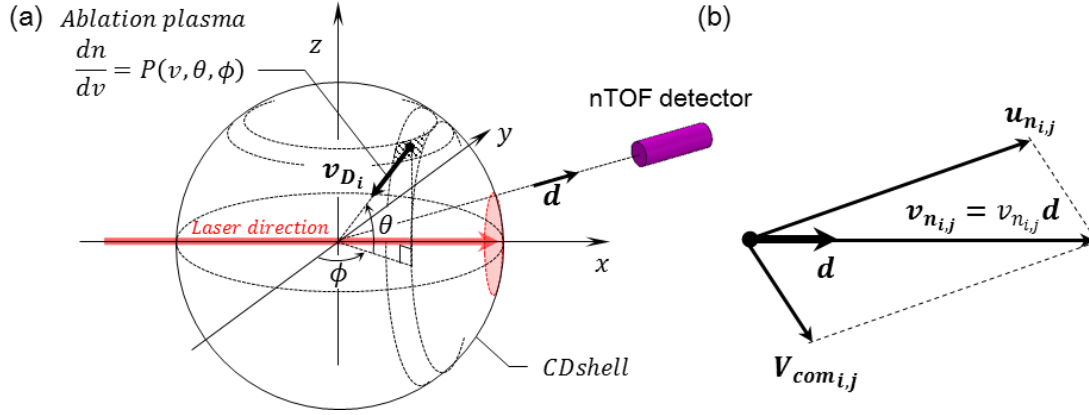 (a) Ablation plasma
dn/dv = P(v, θ, ϕ)
z
nTOF detector
y
v_{D_i}
d
Laser direction
θ
x
ϕ
CDshell
(b)
u_{n_{i,j}}
v_{n_{i,j}} = v_{n_{i,j}} d
d
V_{com_{i,j}}